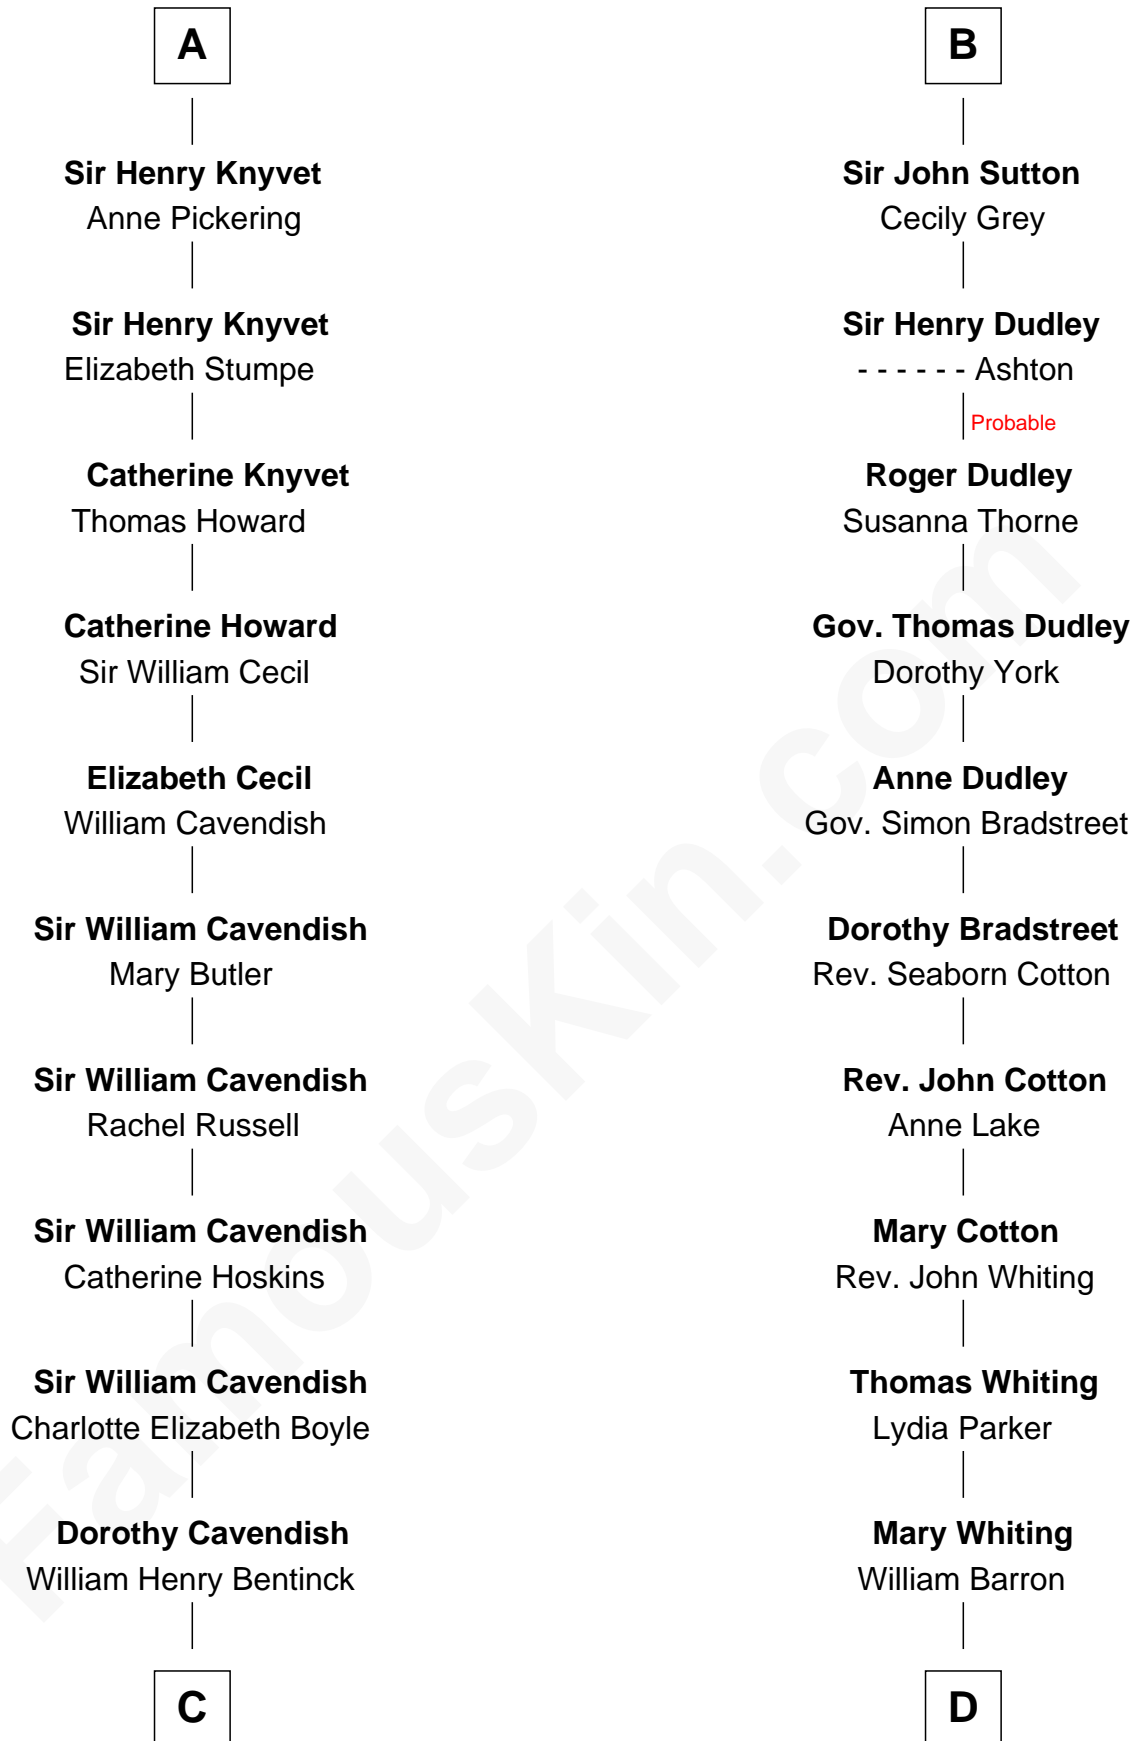 A
Sir Henry Knyvet
Anne Pickering
Sir Henry Knyvet
Elizabeth Stumpe
Catherine Knyvet
Thomas Howard
Catherine Howard
Sir William Cecil
Elizabeth Cecil
William Cavendish
Sir William Cavendish
Mary Butler
Sir William Cavendish
Rachel Russell
Sir William Cavendish
Catherine Hoskins
Sir William Cavendish
Charlotte Elizabeth Boyle
Dorothy Cavendish
William Henry Bentinck
C
B
Sir John Sutton
Cecily Grey
Sir Henry Dudley
- - - - - - Ashton
Probable
Roger Dudley
Susanna Thorne
Gov. Thomas Dudley
Dorothy York
Anne Dudley
Gov. Simon Bradstreet
Dorothy Bradstreet
Rev. Seaborn Cotton
Rev. John Cotton
Anne Lake
Mary Cotton
Rev. John Whiting
Thomas Whiting
Lydia Parker
Mary Whiting
William Barron
D
FamousKin.com